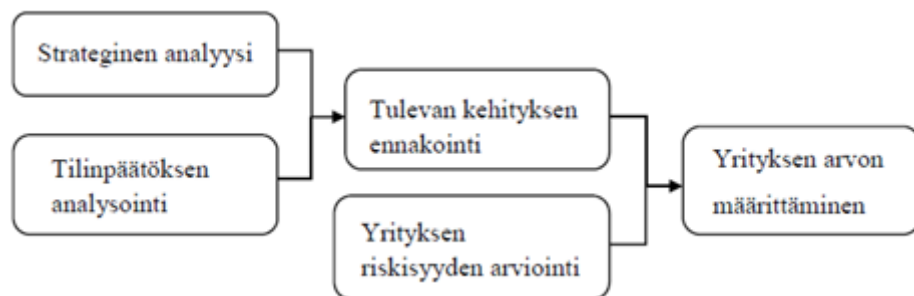 Strateginen analyysi
Tilinpäätöksen
analysointi
Tulevan kehityksen
ennakointi
Yrityksen
riskisyyden arviointi
Yrityksen arvon
määrittäminen